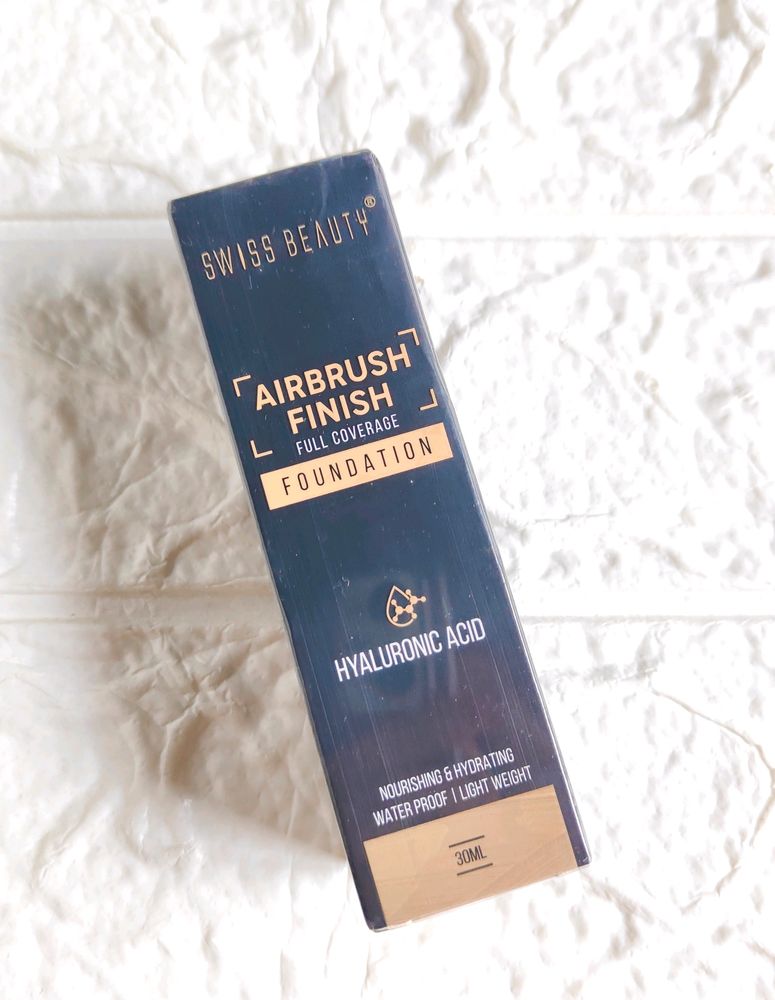 SWISS BEAUTY®
AIRBRUSH
FINISH
FULL COVERAGE
FOUNDATION
HYALURONIC ACID
NOURISHING & HYDRATING
WATER PROOF | LIGHT WEIGHT
30ML